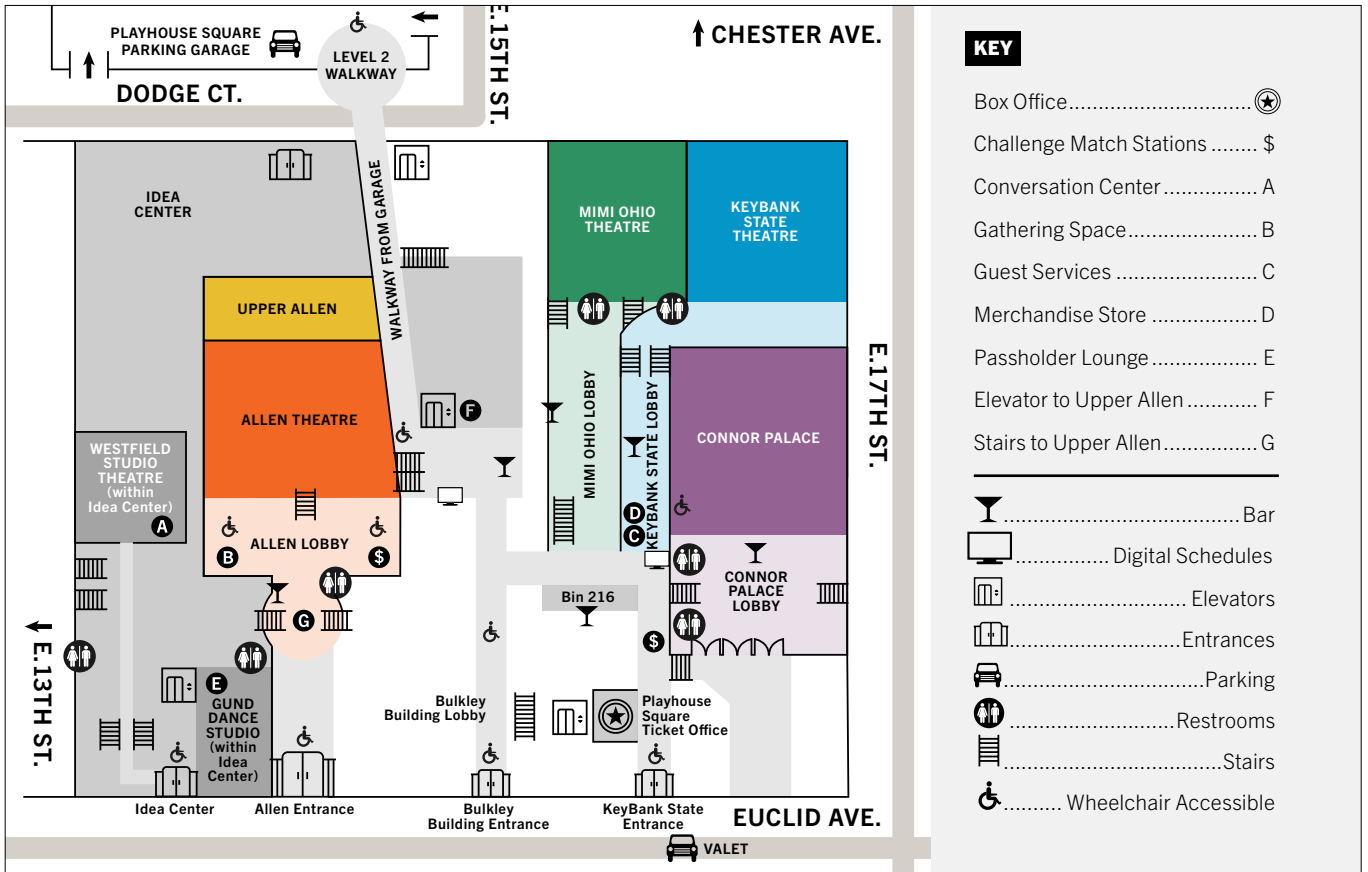 PLAYHOUSE SQUARE
PARKING GARAGE
LEVEL 2
WALKWAY
E.15TH ST.
CHESTER AVE.
DODGE CT.
IDEA
CENTER
WALKWAY FROM GARAGE
MIMI OHIO
THEATRE
KEYBANK
STATE
THEATRE
UPPER ALLEN
ALLEN THEATRE
F
MIMI OHIO LOBBY
KEYBANK STATE LOBBY
CONNOR PALACE
E.17TH ST.
WESTFIELD
STUDIO
THEATRE
(within
Idea Center)
A
B
ALLEN LOBBY
$
D
C
CONNOR
PALACE
LOBBY
Bin 216
G
$
E.13TH ST.
E
GUND
DANCE
STUDIO
(within
Idea
Center)
Bulkley
Building Lobby
Playhouse
Square
Ticket Office
Idea Center
Allen Entrance
Bulkley
Building Entrance
KeyBank State
Entrance
EUCLID AVE.
VALET
KEY
Box Office
Challenge Match Stations ........ $
Conversation Center ................ A
Gathering Space ...................... B
Guest Services ........................ C
Merchandise Store .................. D
Passholder Lounge .................. E
Elevator to Upper Allen ............ F
Stairs to Upper Allen ............... G
Bar
Digital Schedules
Elevators
Entrances
Parking
Restrooms
Stairs
Wheelchair Accessible